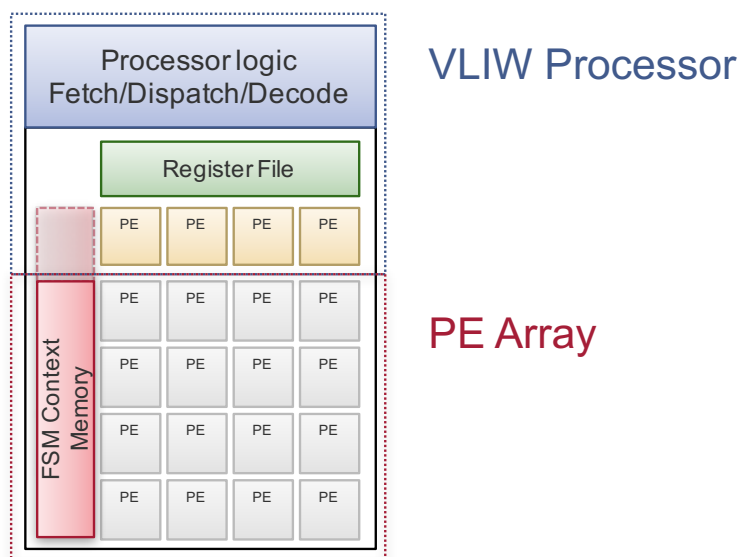 Processor logic
Fetch/Dispatch/Decode
VLIW Processor
Register File
PE PE PE PE
PE PE PE PE
PE Array
PE PE PE PE
PE PE PE PE
PE PE PE PE
FSM Context
Memory